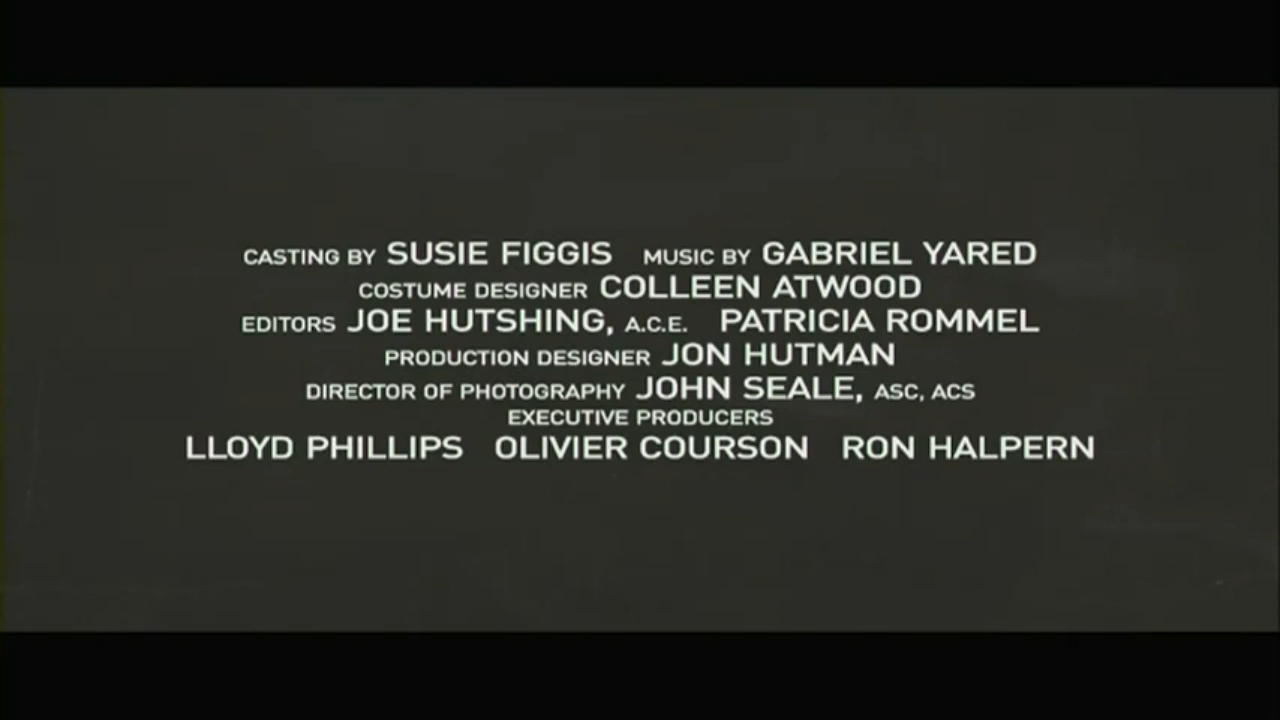 CASTING BY SUSIE FIGGIS MUSIC BY GABRIEL YARED
COSTUME DESIGNER COLLEEN ATWOOD
EDITORS JOE HUTSHING, A.C.E. PATRICIA ROMMEL
PRODUCTION DESIGNER JON HUTMAN
DIRECTOR OF PHOTOGRAPHY JOHN SEALE, ASC, ACS
EXECUTIVE PRODUCERS
LLOYD PHILLIPS OLIVIER COURSON RON HALPERN